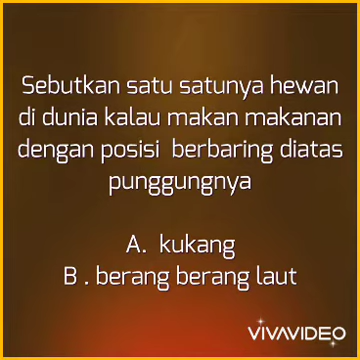 Sebutkan satu satunya hewan
di dunia kalau makan makanan
dengan posisi berbaring diatas
punggungnya
A. kukang
B . berang berang laut
VIVAVIDEO